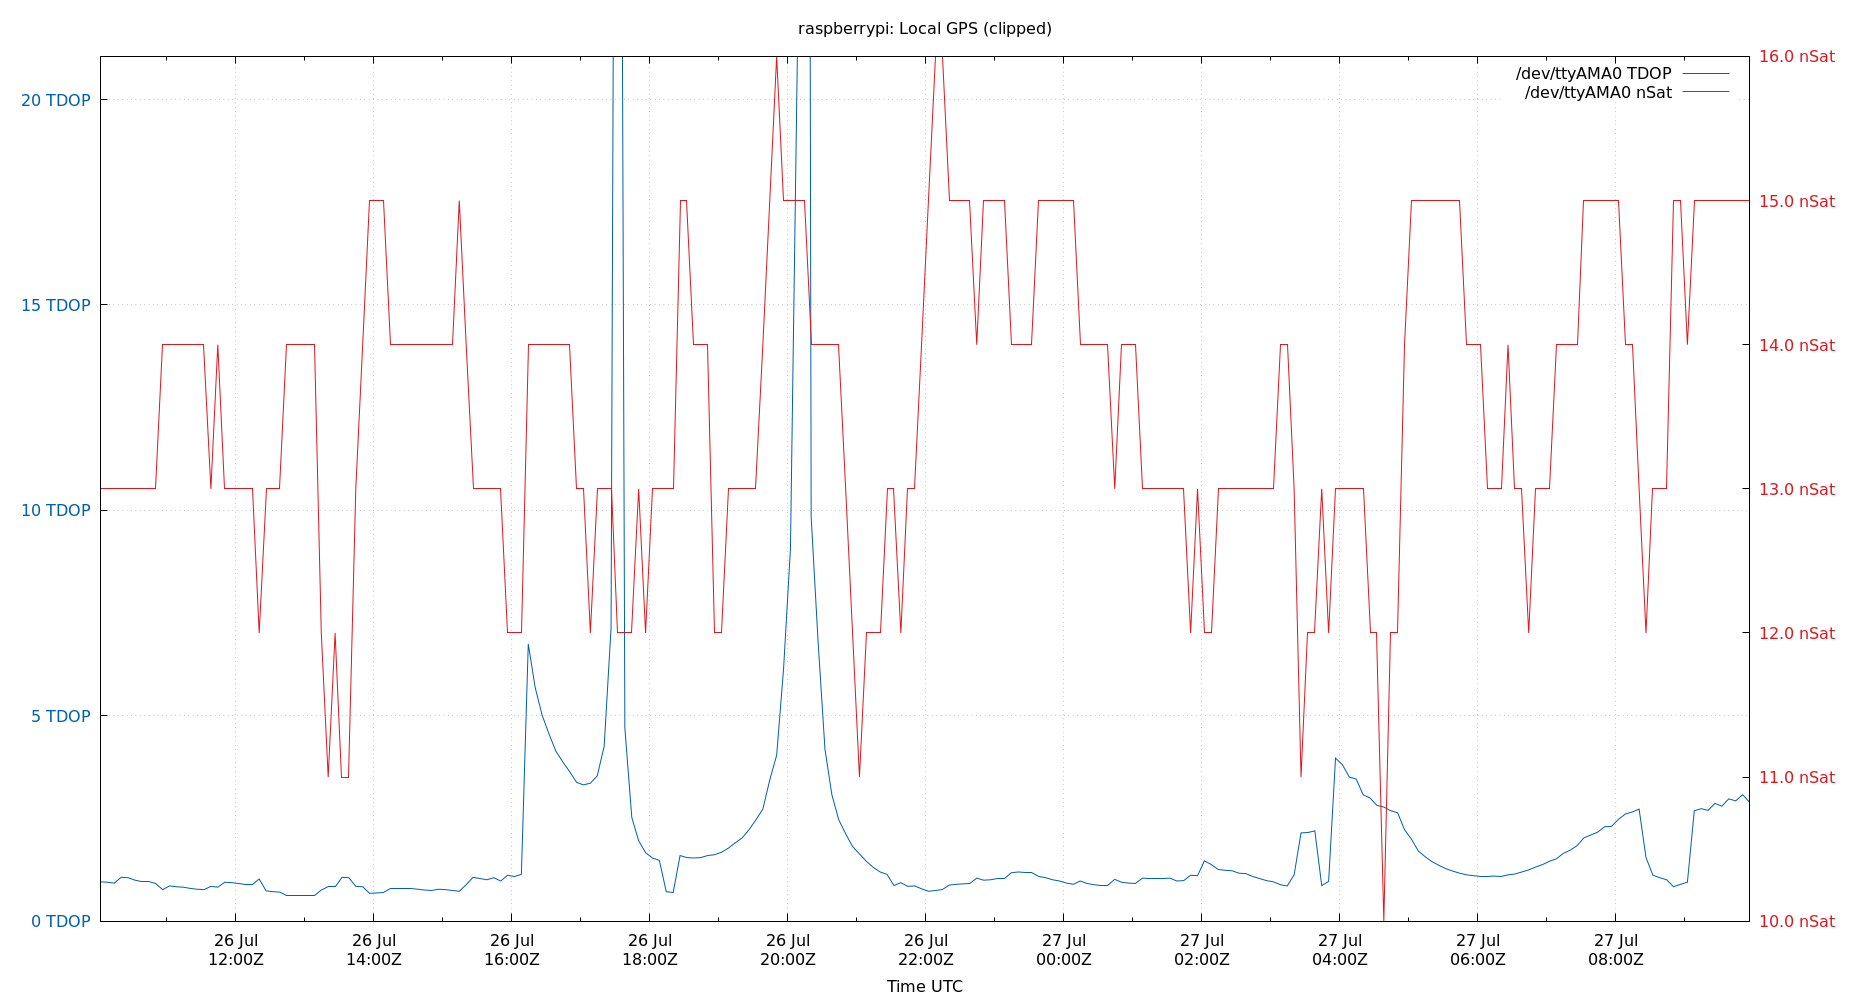 raspberrypi: Local GPS (clipped)
/dev/ttyAMA0 TDOP
/dev/ttyAMA0 nSat
20 TDOP
15 TDOP
10 TDOP
5 TDOP
0 TDOP
16.0 nSat
15.0 nSat
14.0 nSat
13.0 nSat
12.0 nSat
11.0 nSat
10.0 nSat
26 Jul
12:00Z
26 Jul
14:00Z
26 Jul
16:00Z
26 Jul
18:00Z
26 Jul
20:00Z
26 Jul
22:00Z
27 Jul
00:00Z
27 Jul
02:00Z
27 Jul
04:00Z
27 Jul
06:00Z
27 Jul
08:00Z
Time UTC